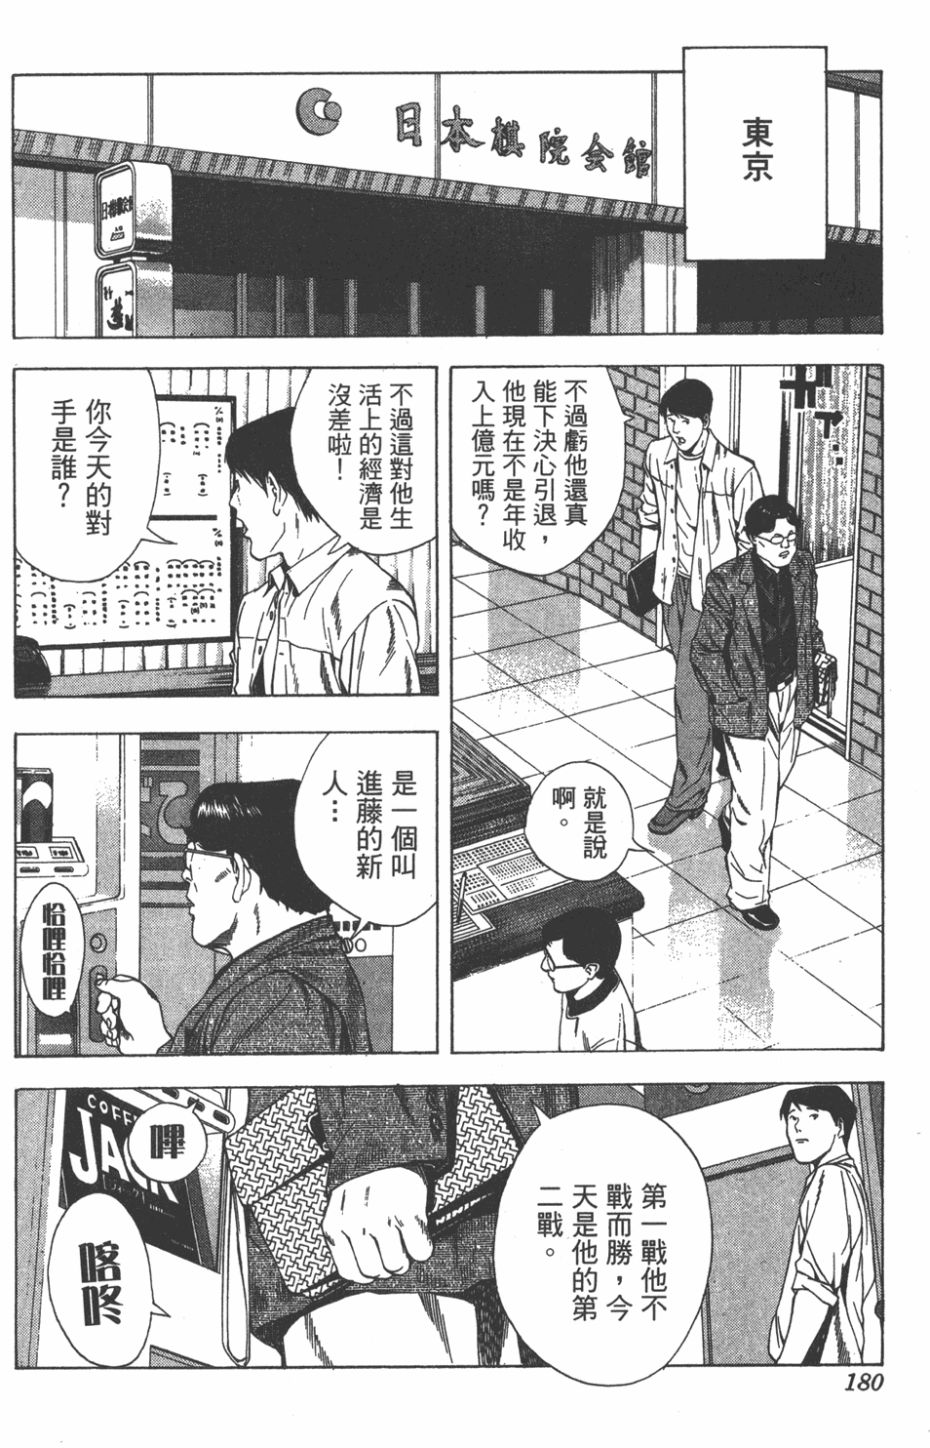 東京
日本棋院会館
不過虧他還真
能下決心引退，
他現在不是年收
入上億元嗎？
就是說
啊。
不過這對他生
活上的經濟是
沒差啦！
你今天的對
手是誰？
是一個叫
進藤的新
人…
恰哩恰哩
第一戰他不
戰而勝，今
天是他的第
二戰。
嗶
COFFE
JACK
喀咚
180